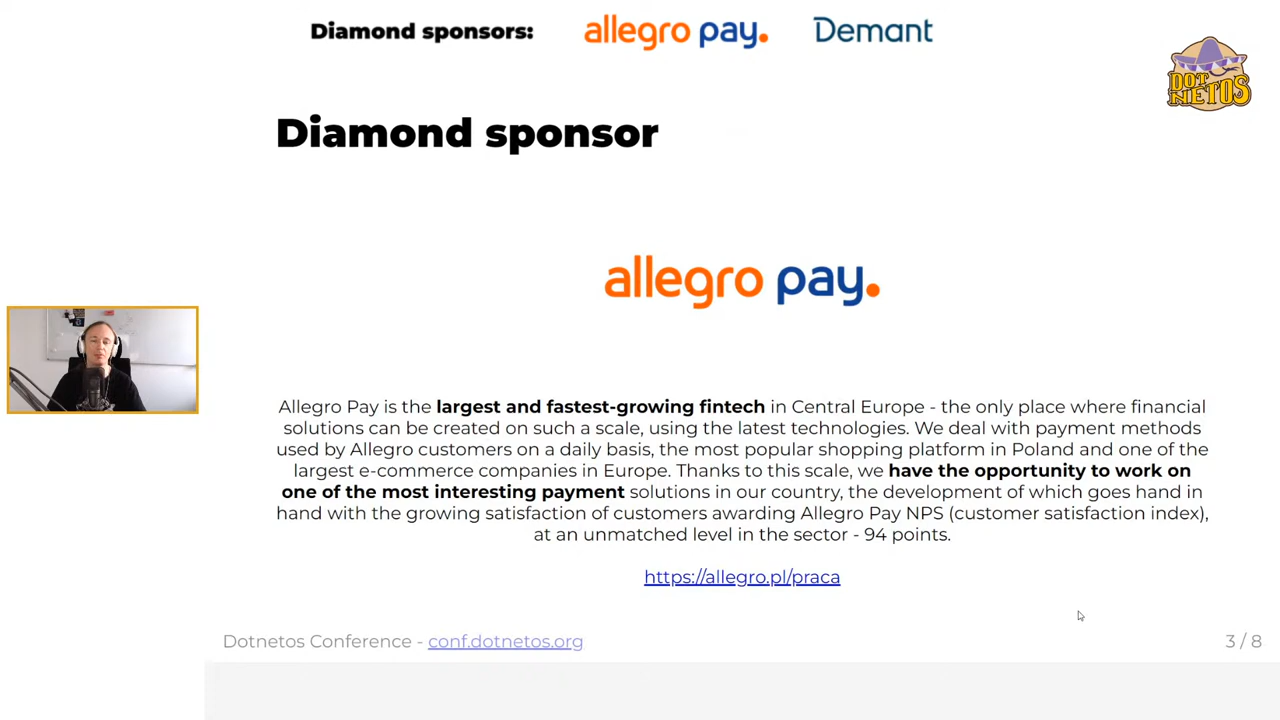 Diamond sponsors: allegro pay. Demant
DOT
NETOS
Diamond sponsor
allegro pay.
Allegro Pay is the largest and fastest-growing fintech in Central Europe - the only place where financial
solutions can be created on such a scale, using the latest technologies. We deal with payment methods
used by Allegro customers on a daily basis, the most popular shopping platform in Poland and one of the
largest e-commerce companies in Europe. Thanks to this scale, we have the opportunity to work on
one of the most interesting payment solutions in our country, the development of which goes hand in
hand with the growing satisfaction of customers awarding Allegro Pay NPS (customer satisfaction index),
at an unmatched level in the sector - 94 points.
https://allegro.pl/praca
Dotnetos Conference - conf.dotnetos.org 3 / 8